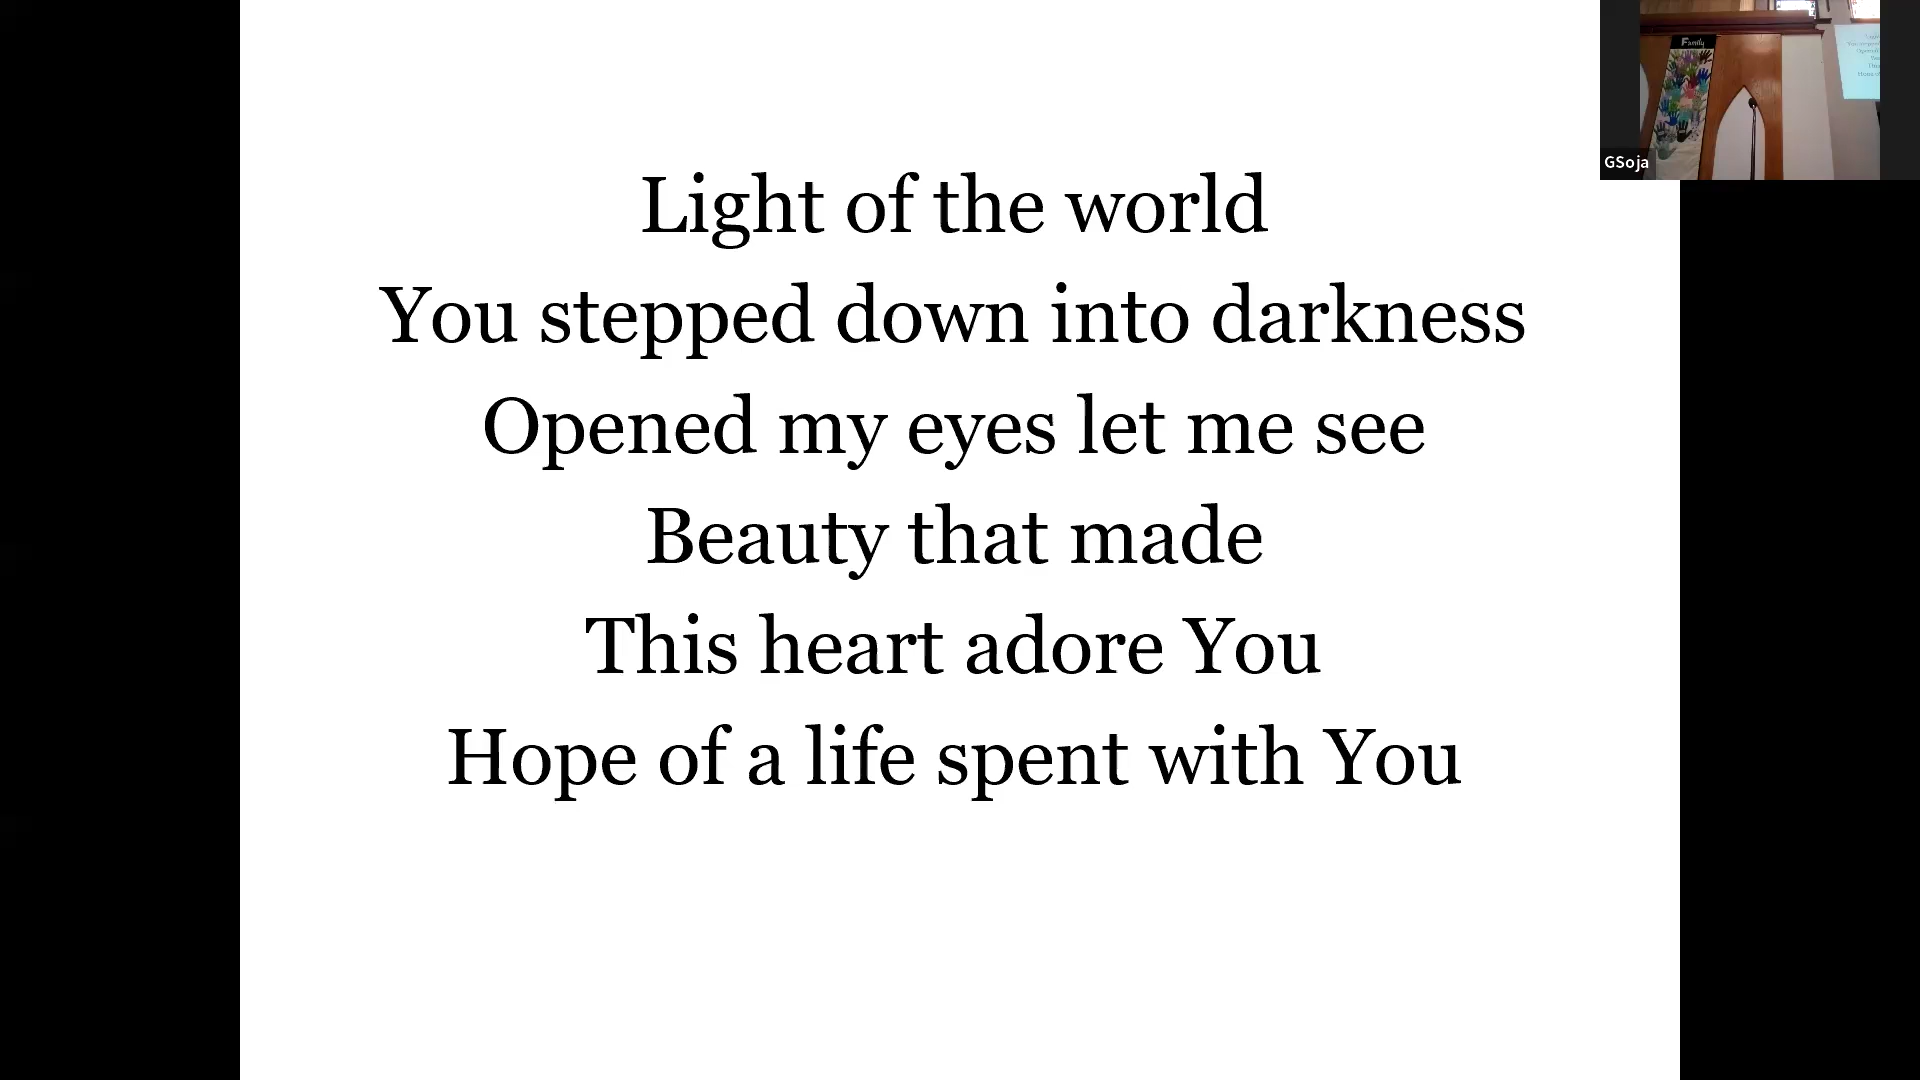 Light of the world
You stepped down into darkness
Opened my eyes let me see
Beauty that made
This heart adore You
Hope of a life spent with You
Family
GSoja